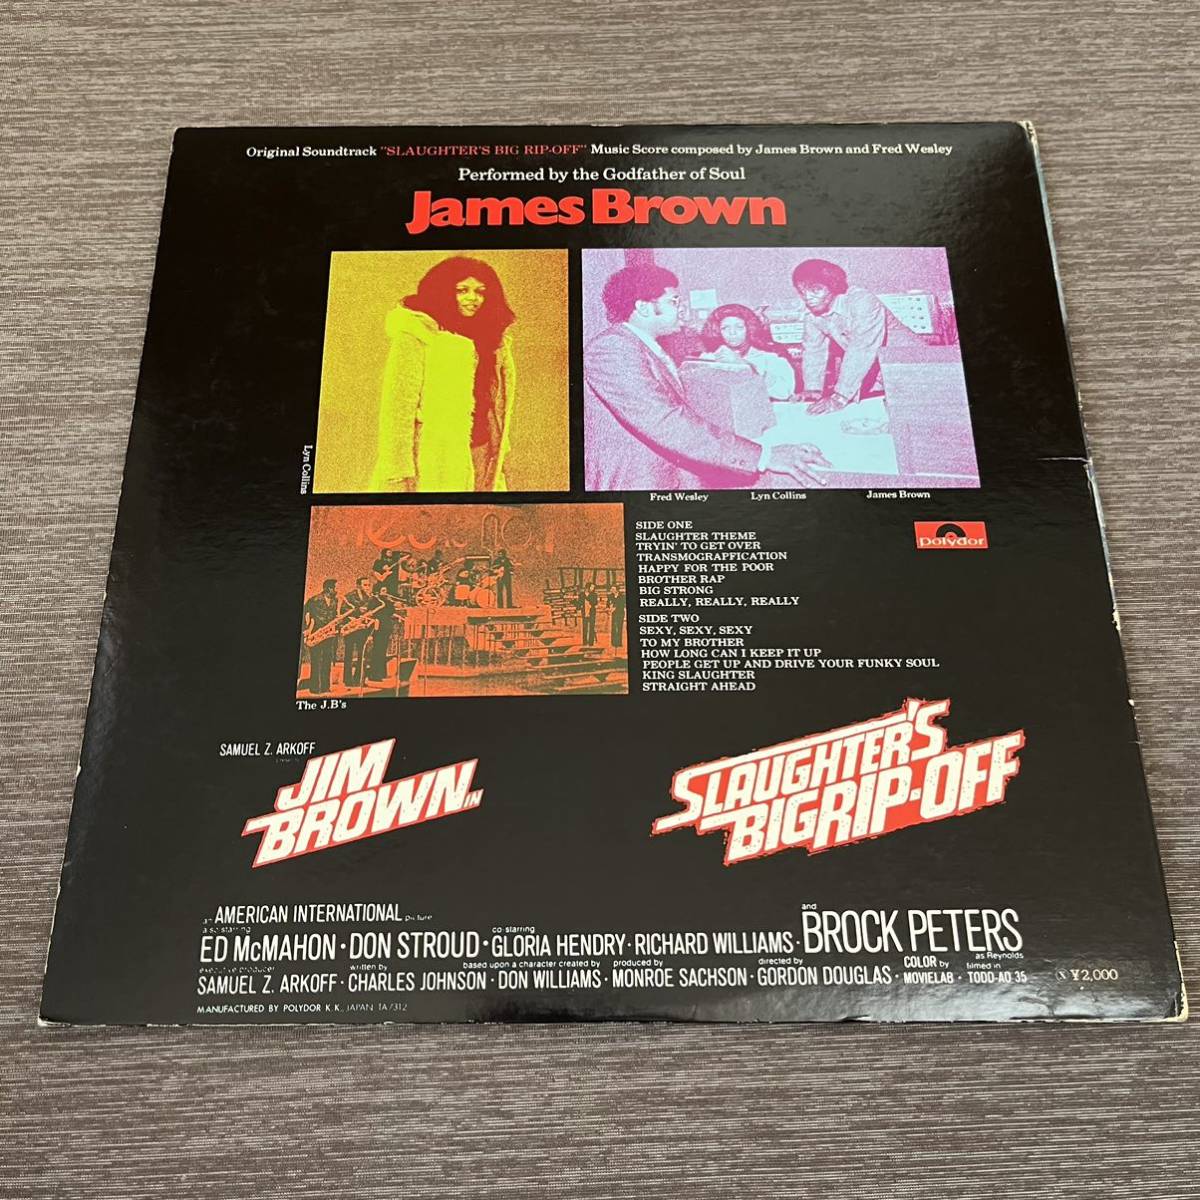 Original Soundtrack "SLAUGHTER'S BIG RIP-OFF" Music Score composed by James Brown and Fred Wesley
Performed by the Godfather of Soul
James Brown
Lyn Collins
Fred Wesley
Lyn Collins
James Brown
polydor
The J.B's
SIDE ONE
SLAUGHTER THEME
TRYIN' TO GET OVER
TRANSMOGRAPFICATION
HAPPY FOR THE POOR
BROTHER RAP
BIG STRONG
REALLY, REALLY, REALLY
SIDE TWO
SEXY, SEXY, SEXY
TO MY BROTHER
HOW LONG CAN I KEEP IT UP
PEOPLE GET UP AND DRIVE YOUR FUNKY SOUL
KING SLAUGHTER
STRAIGHT AHEAD
SAMUEL Z. ARKOFF
JIM
BROWN IN
SLAUGHTER'S
BIG RIP-OFF
AMERICAN INTERNATIONAL picture
also starring
ED McMAHON · DON STROUD · co-starring GLORIA HENDRY · RICHARD WILLIAMS · and BROCK PETERS
as Reynolds
executive producer SAMUEL Z. ARKOFF · written by CHARLES JOHNSON · based upon a character created by DON WILLIAMS · produced by MONROE SACHSON · directed by GORDON DOUGLAS · COLOR by MOVIELAB · filmed in TODD-AO 35
¥2,000
MANUFACTURED BY POLYDOR K.K. JAPAN 1A7312